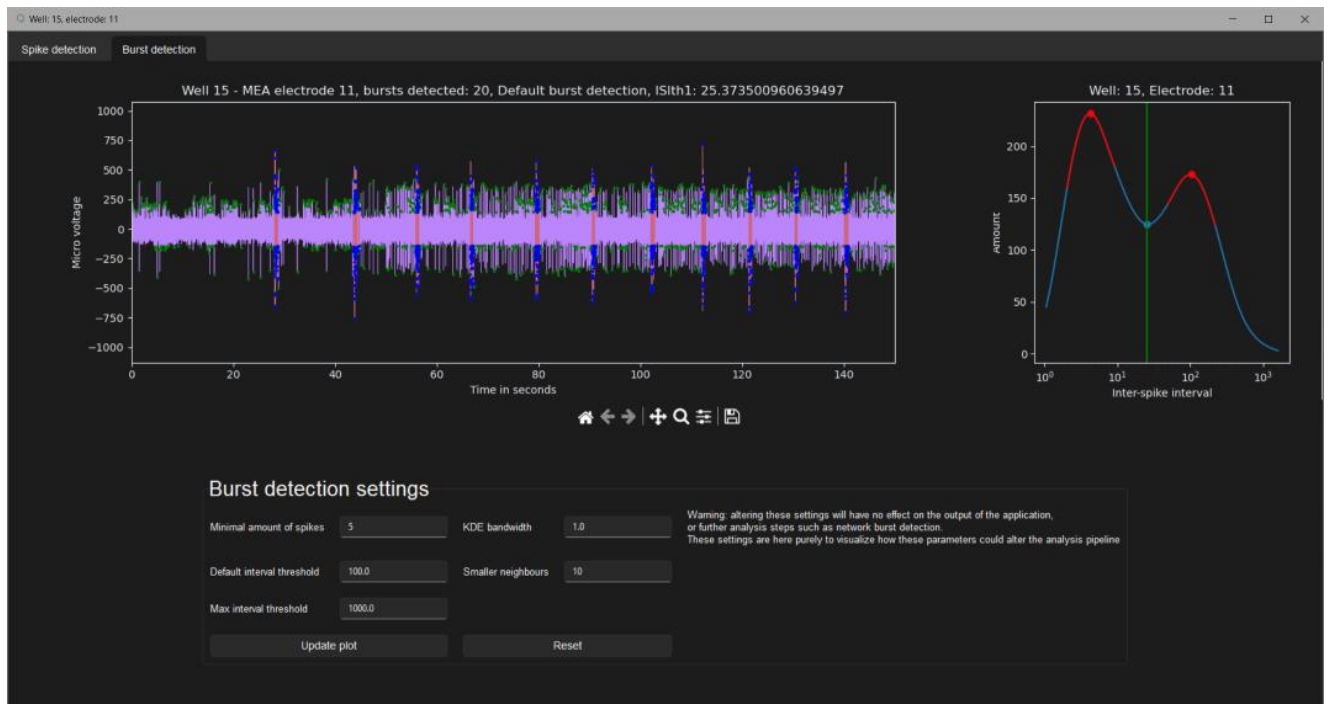 Well: 15, electrode: 11
Spike detection Burst detection
Well 15 - MEA electrode 11, bursts detected: 20, Default burst detection, ISIth1: 25.373500960639497
1000
750
500
250
0
−250
−500
−750
−1000
Micro voltage
0 20 40 60 80 100 120 140
Time in seconds
Well: 15, Electrode: 11
200
150
100
50
0
Amount
10⁰ 10¹ 10² 10³
Inter-spike interval
Burst detection settings
Minimal amount of spikes 5 KDE bandwidth 1.0
Default interval threshold 100.0 Smaller neighbours 10
Max interval threshold 1000.0
Update plot Reset
Warning: altering these settings will have no effect on the output of the application,
or further analysis steps such as network burst detection.
These settings are here purely to visualize how these parameters could alter the analysis pipeline